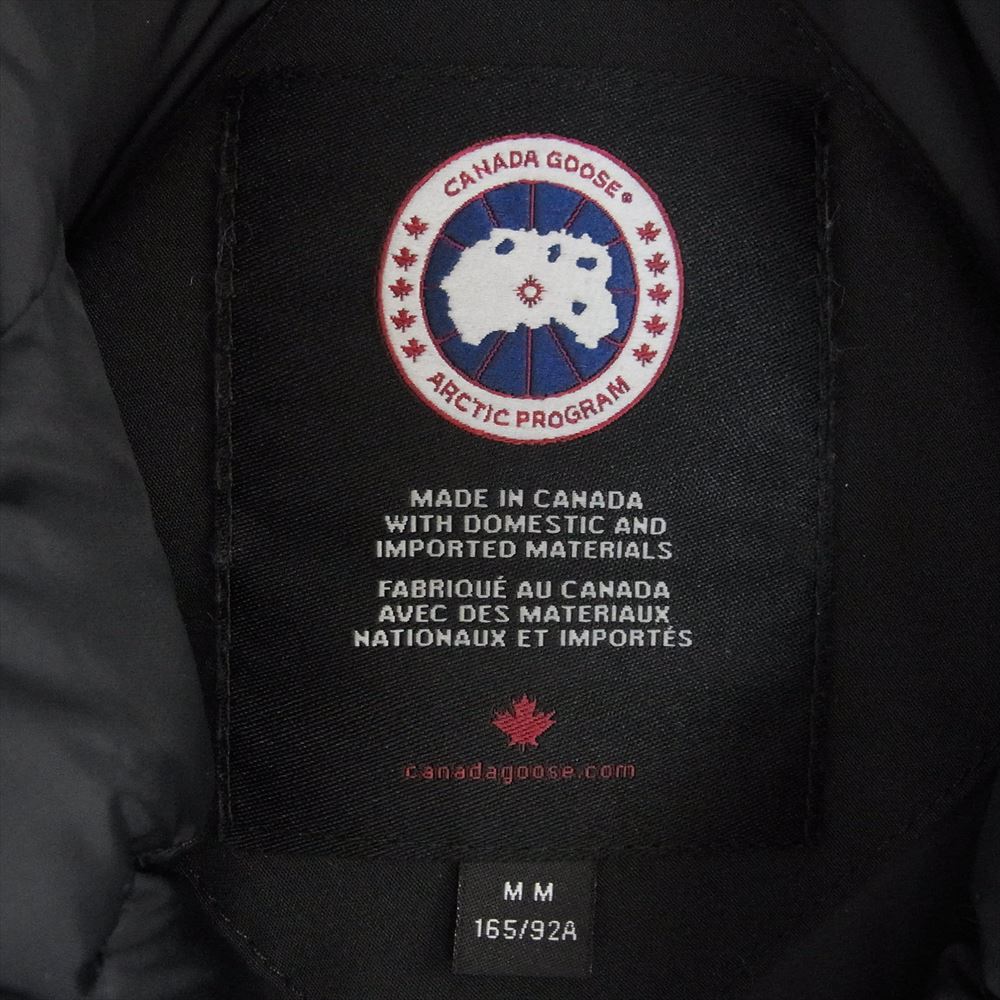 CANADA GOOSE®
ARCTIC PROGRAM
MADE IN CANADA
WITH DOMESTIC AND
IMPORTED MATERIALS
FABRIQUÉ AU CANADA
AVEC DES MATERIAUX
NATIONAUX ET IMPORTÉS
canadagoose.com
M M
165/92A